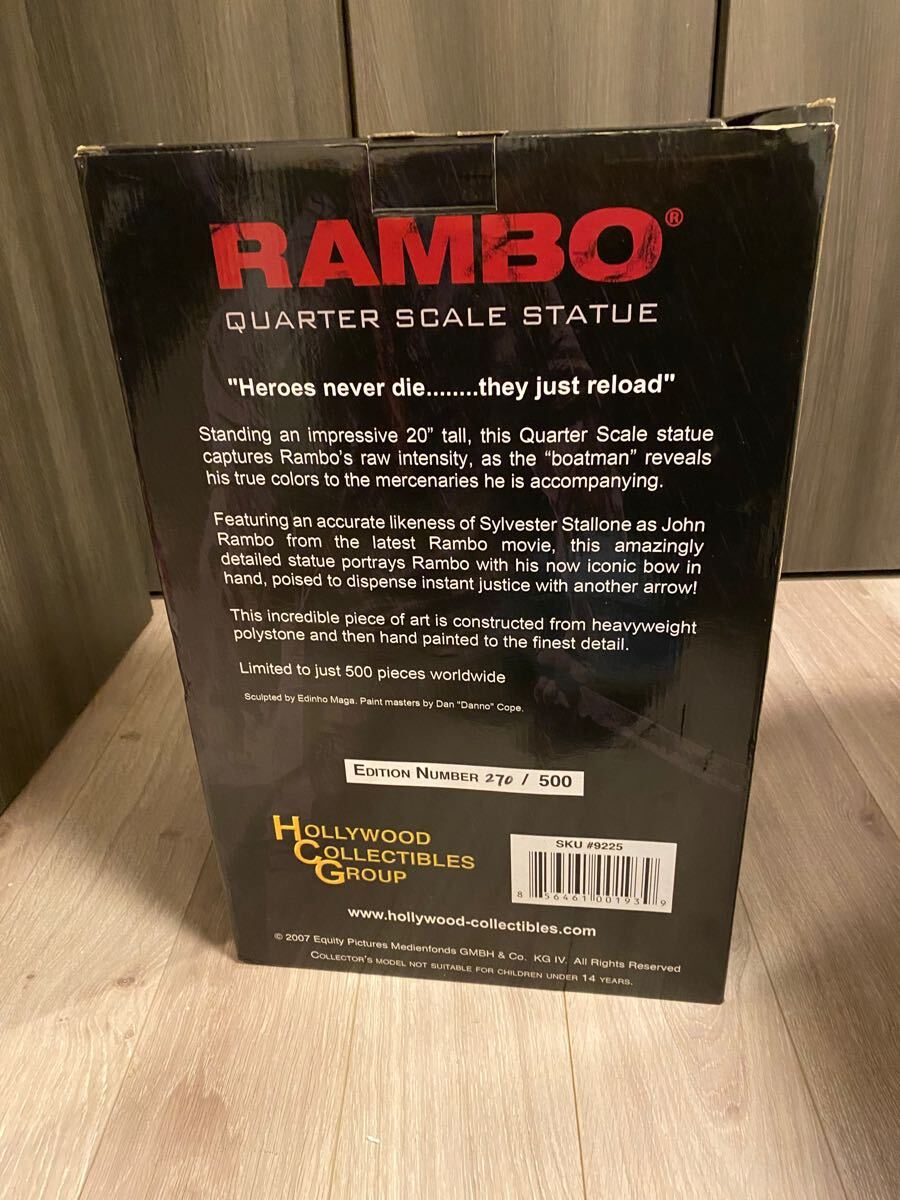 RAMBO®
QUARTER SCALE STATUE
"Heroes never die........they just reload"
Standing an impressive 20" tall, this Quarter Scale statue
captures Rambo's raw intensity, as the "boatman" reveals
his true colors to the mercenaries he is accompanying.
Featuring an accurate likeness of Sylvester Stallone as John
Rambo from the latest Rambo movie, this amazingly
detailed statue portrays Rambo with his now iconic bow in
hand, poised to dispense instant justice with another arrow!
This incredible piece of art is constructed from heavyweight
polystone and then hand painted to the finest detail.
Limited to just 500 pieces worldwide
Sculpted by Edinho Maga. Paint masters by Dan "Danno" Cope.
EDITION NUMBER 270 / 500
HOLLYWOOD
COLLECTIBLES
GROUP
SKU #9225
8 56461 00193 9
www.hollywood-collectibles.com
© 2007 Equity Pictures Medienfonds GMBH & Co. KG IV. All Rights Reserved
COLLECTOR'S MODEL NOT SUITABLE FOR CHILDREN UNDER 14 YEARS.